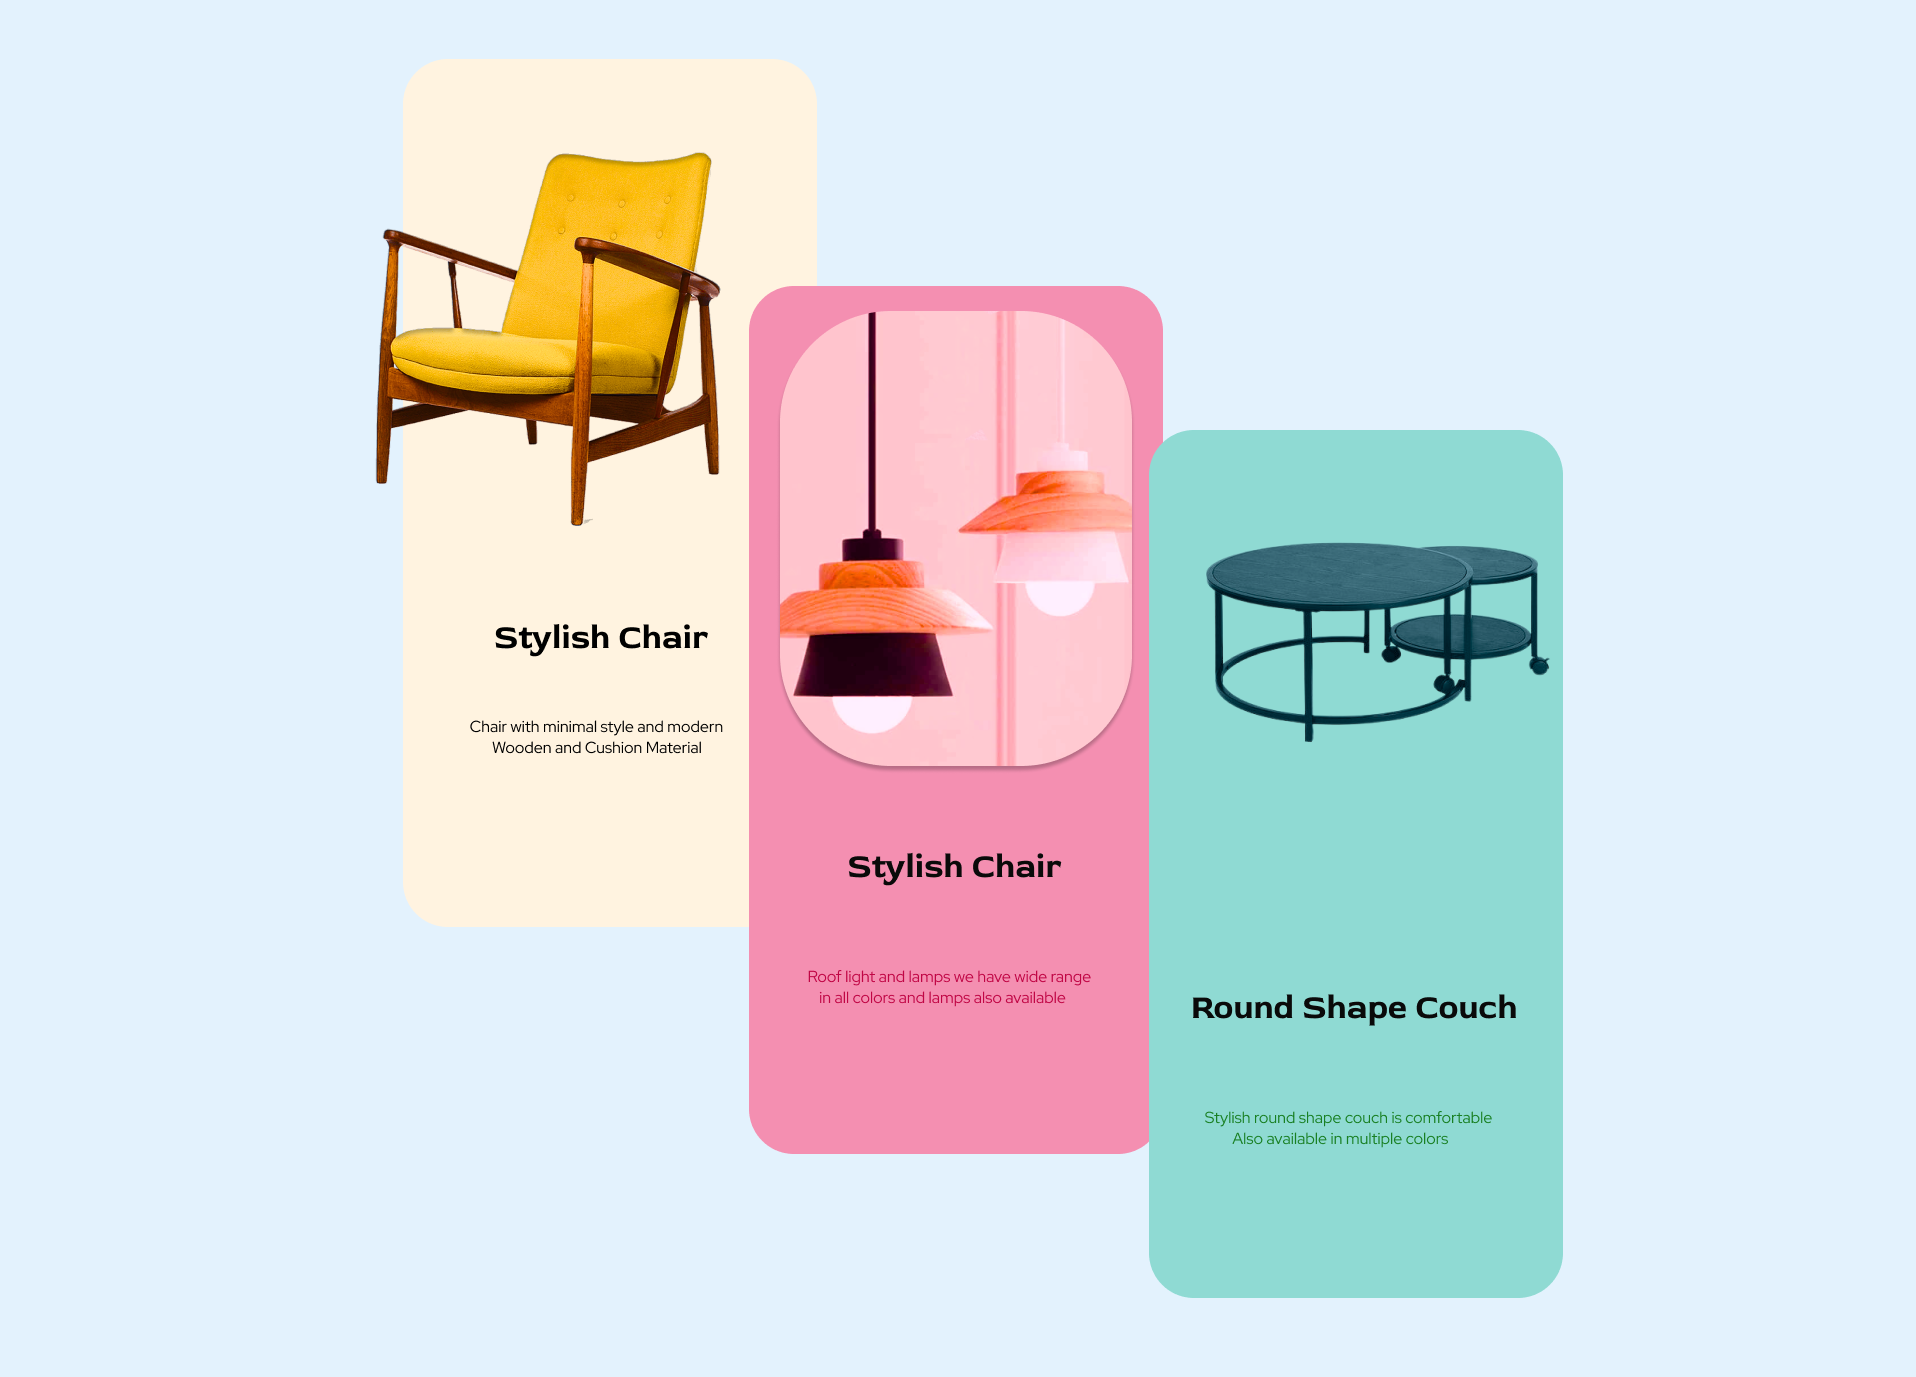 Stylish Chair
Chair with minimal style and modern
Wooden and Cushion Material
Stylish Chair
Roof light and lamps we have wide range
in all colors and lamps also available
Round Shape Couch
Stylish round shape couch is comfortable
Also available in multiple colors